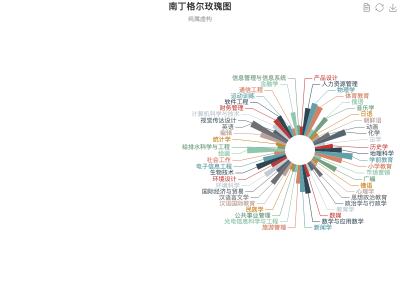 南丁格尔玫瑰图
纯属虚构
信息管理与信息系统
金融学
通信工程
运动训练
软件工程
财务管理
计算机科学与技术
视觉传达设计
英语
编辑
统计学
给排水科学与工程
绘画
社会工作
电子信息工程
生物技术
环境设计
环境科学
国际经济与贸易
汉语言文学
汉语国际教育
民族学
公共事业管理
光电信息科学与工程
旅游管理
产品设计
人力资源管理
物理学
体育教育
俄语
音乐学
日语
朝鲜语
动画
化学
法学
历史学
地理科学
学前教育
小学教育
市场营销
广播
德语
心理学
思想政治教育
政治学与行政学
教育学
数媒
数学与应用数学
新闻学